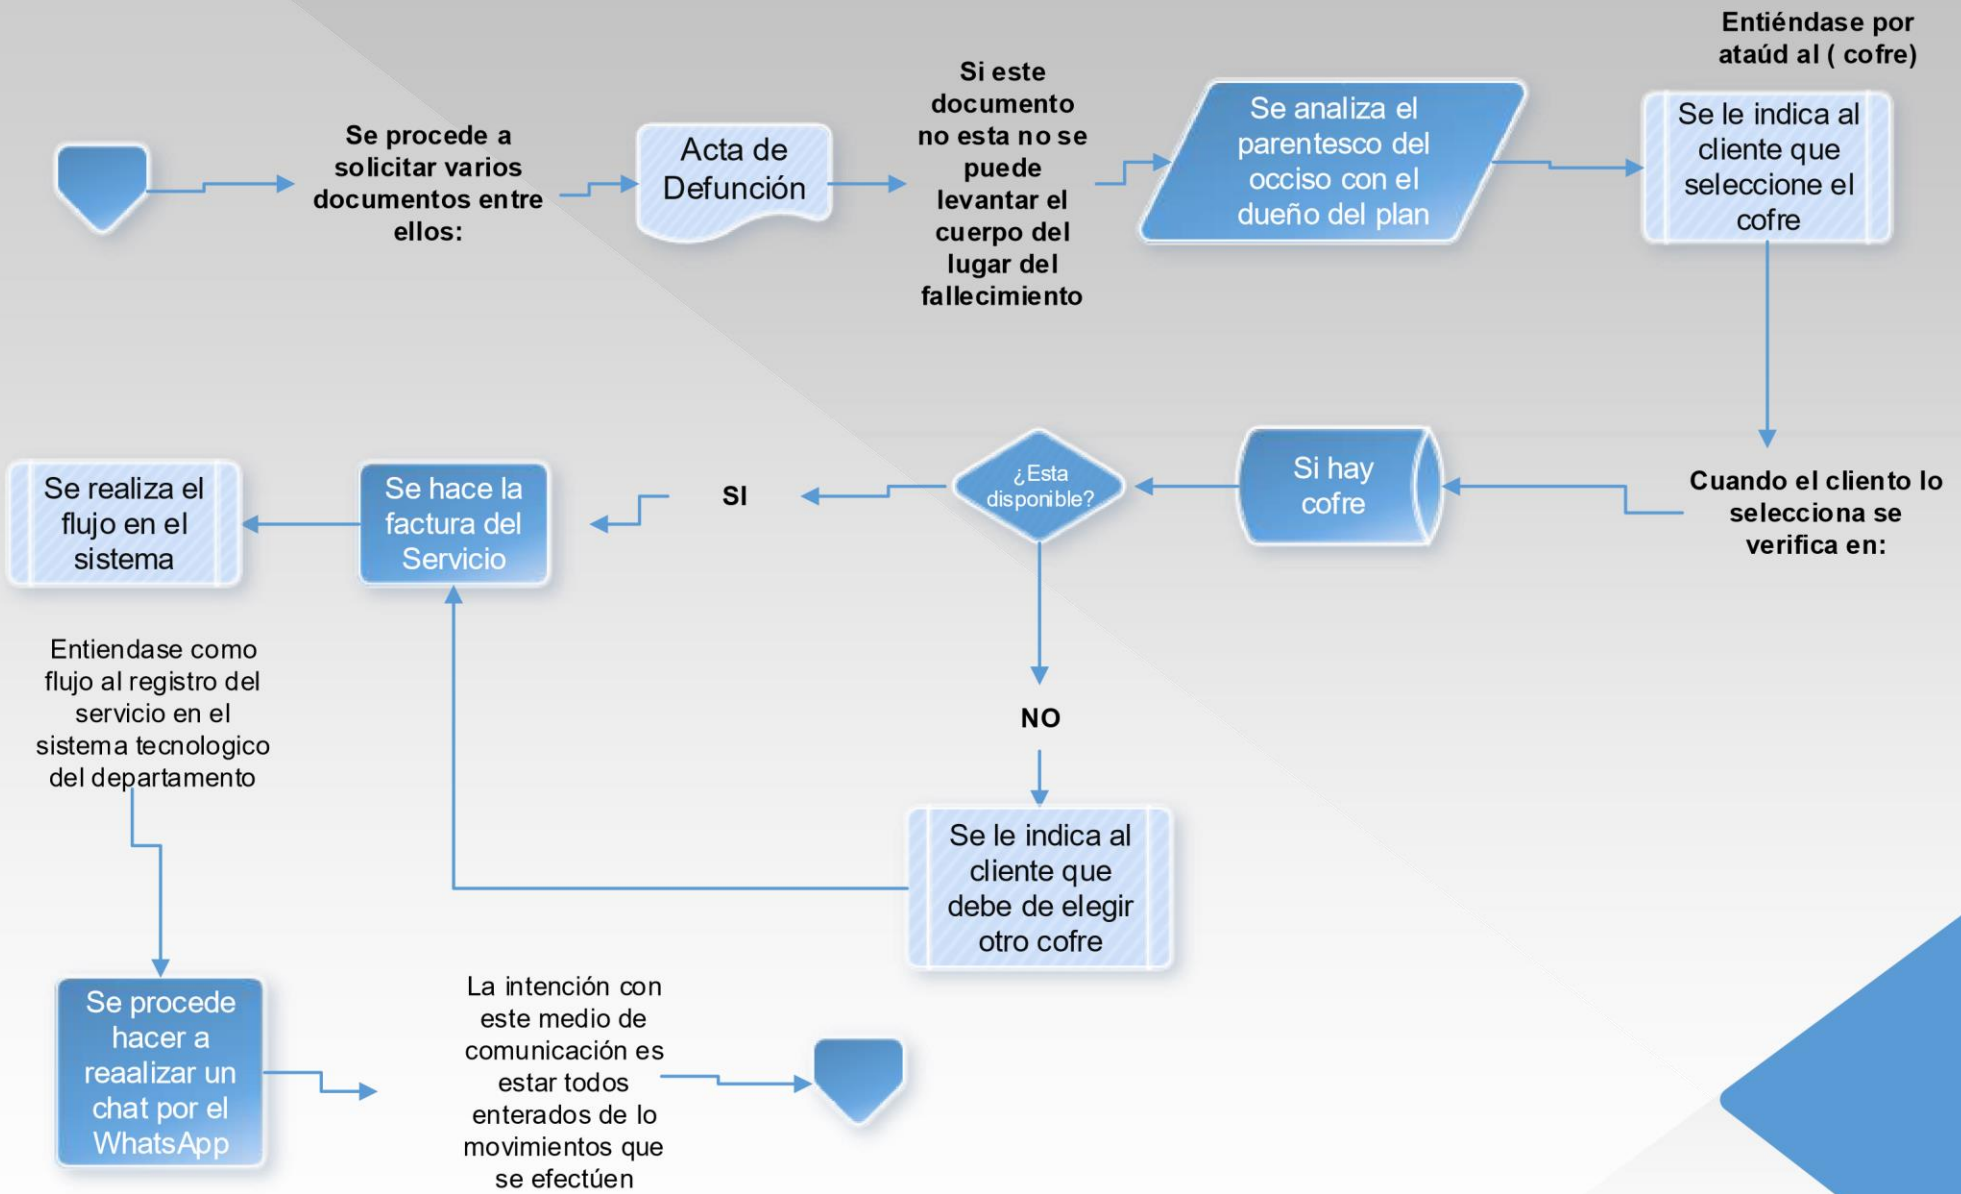 Entiéndase por
ataúd al ( cofre)
Se procede a
solicitar varios
documentos entre
ellos:
Acta de
Defunción
Si este
documento
no esta no se
puede
levantar el
cuerpo del
lugar del
fallecimiento
Se analiza el
parentesco del
occiso con el
dueño del plan
Se le indica al
cliente que
seleccione el
cofre
Cuando el cliento lo
selecciona se
verifica en:
Si hay
cofre
¿Esta
disponible?
SI
Se hace la
factura del
Servicio
Se realiza el
flujo en el
sistema
NO
Se le indica al
cliente que
debe de elegir
otro cofre
Entiendase como
flujo al registro del
servicio en el
sistema tecnologico
del departamento
Se procede
hacer a
reaalizar un
chat por el
WhatsApp
La intención con
este medio de
comunicación es
estar todos
enterados de lo
movimientos que
se efectúen